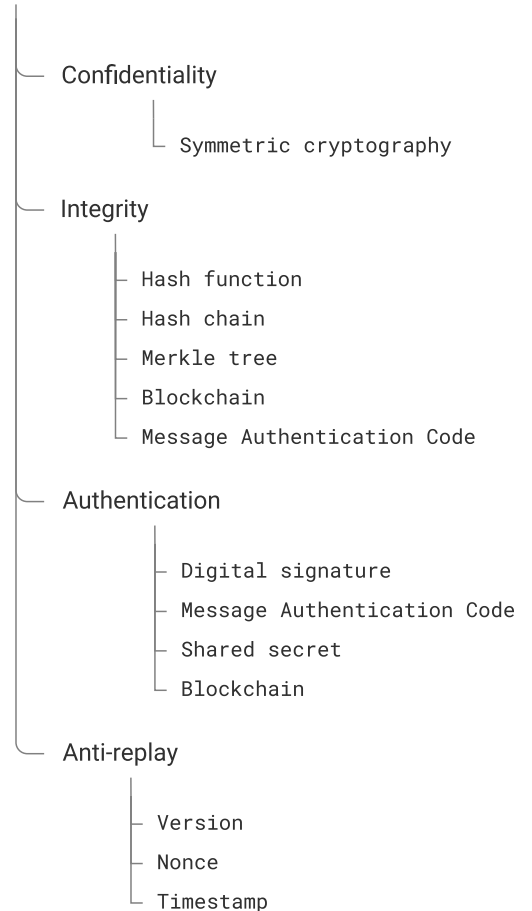 Confidentiality
Symmetric cryptography
Integrity
Hash function
Hash chain
Merkle tree
Blockchain
Message Authentication Code
Authentication
Digital signature
Message Authentication Code
Shared secret
Blockchain
Anti-replay
Version
Nonce
Timestamp